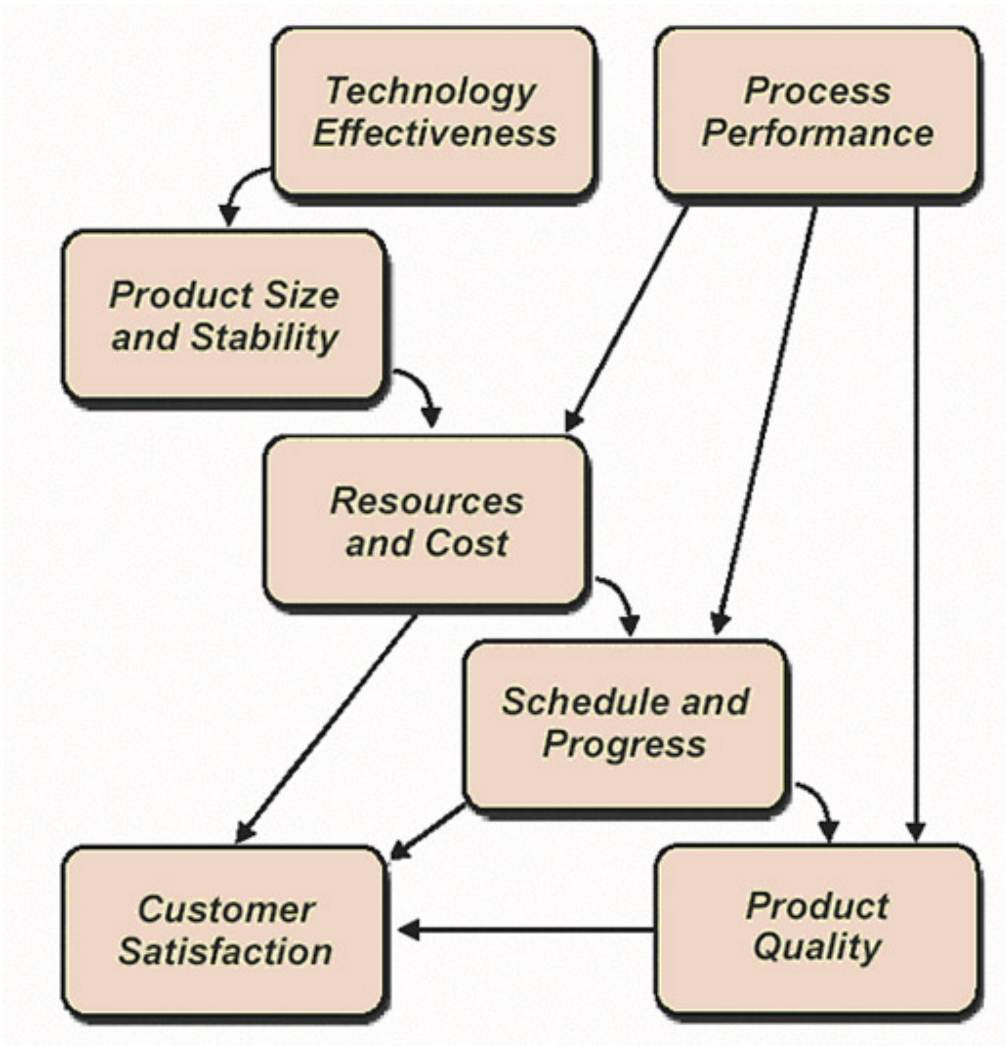 Technology
Effectiveness
Process
Performance
Product Size
and Stability
Resources
and Cost
Schedule and
Progress
Customer
Satisfaction
Product
Quality